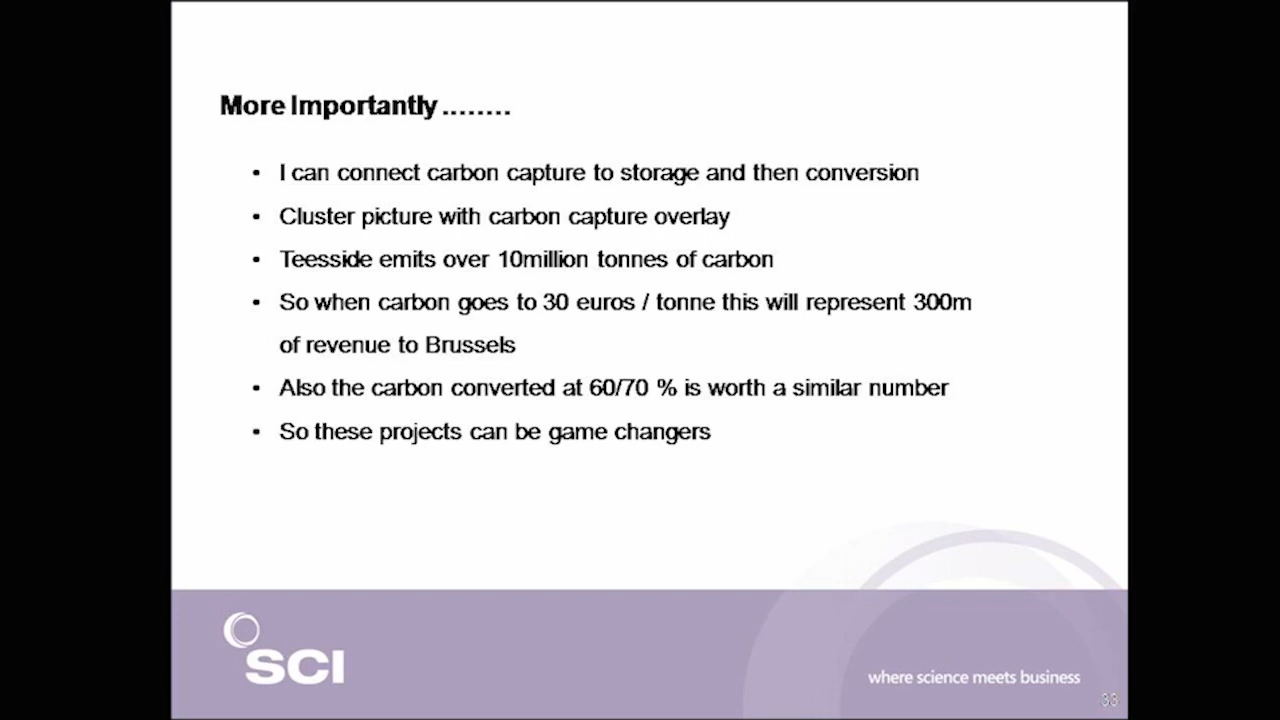 More Importantly ........
• I can connect carbon capture to storage and then conversion
• Cluster picture with carbon capture overlay
• Teesside emits over 10million tonnes of carbon
• So when carbon goes to 30 euros / tonne this will represent 300m
of revenue to Brussels
• Also the carbon converted at 60/70 % is worth a similar number
• So these projects can be game changers
SCI
where science meets business
33